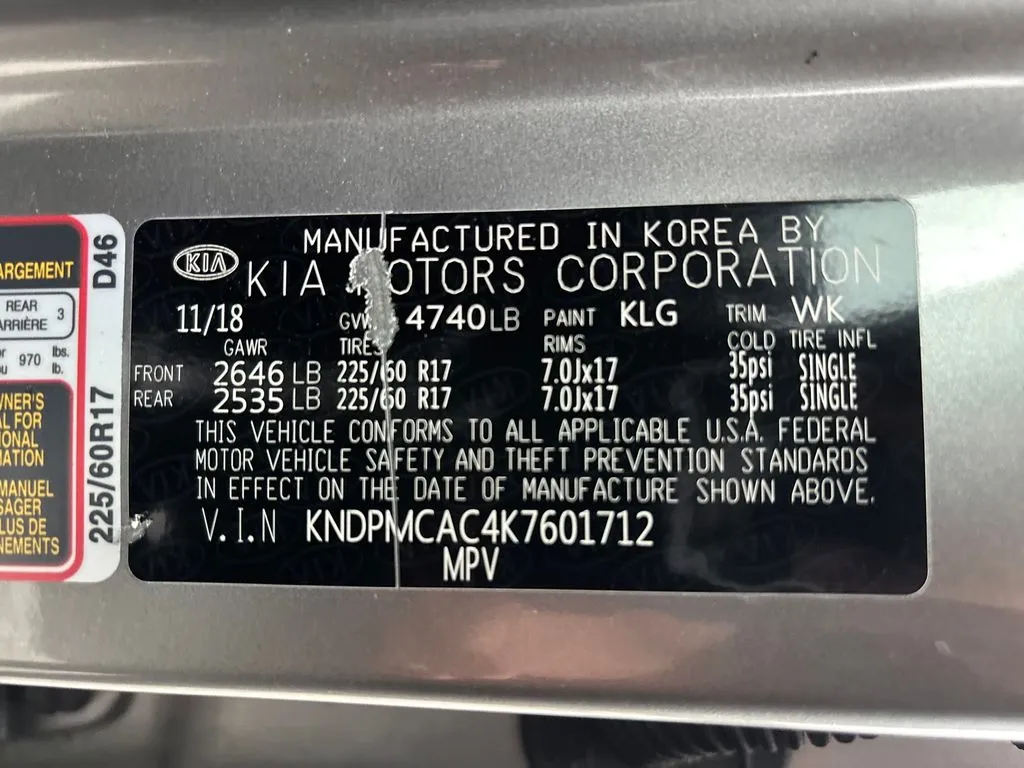 MANUFACTURED IN KOREA BY
KIA KIA MOTORS CORPORATION
11/18 4740LB PAINT KLG TRIM WK
GAWR TIRES RIMS COLD TIRE INFL
FRONT 2646 LB 225/60 R17 7.0Jx17 35psi SINGLE
REAR 2535 LB 225/60 R17 7.0Jx17 35psi SINGLE
THIS VEHICLE CONFORMS TO ALL APPLICABLE U.S.A. FEDERAL
MOTOR VEHICLE SAFETY AND THEFT PREVENTION STANDARDS
IN EFFECT ON THE DATE OF MANUFACTURE SHOWN ABOVE.
V.I.N KNDPMCAC4K7601712
MPV
REAR 3
970 lbs.
lb.
MANUEL
225/60R17 D46